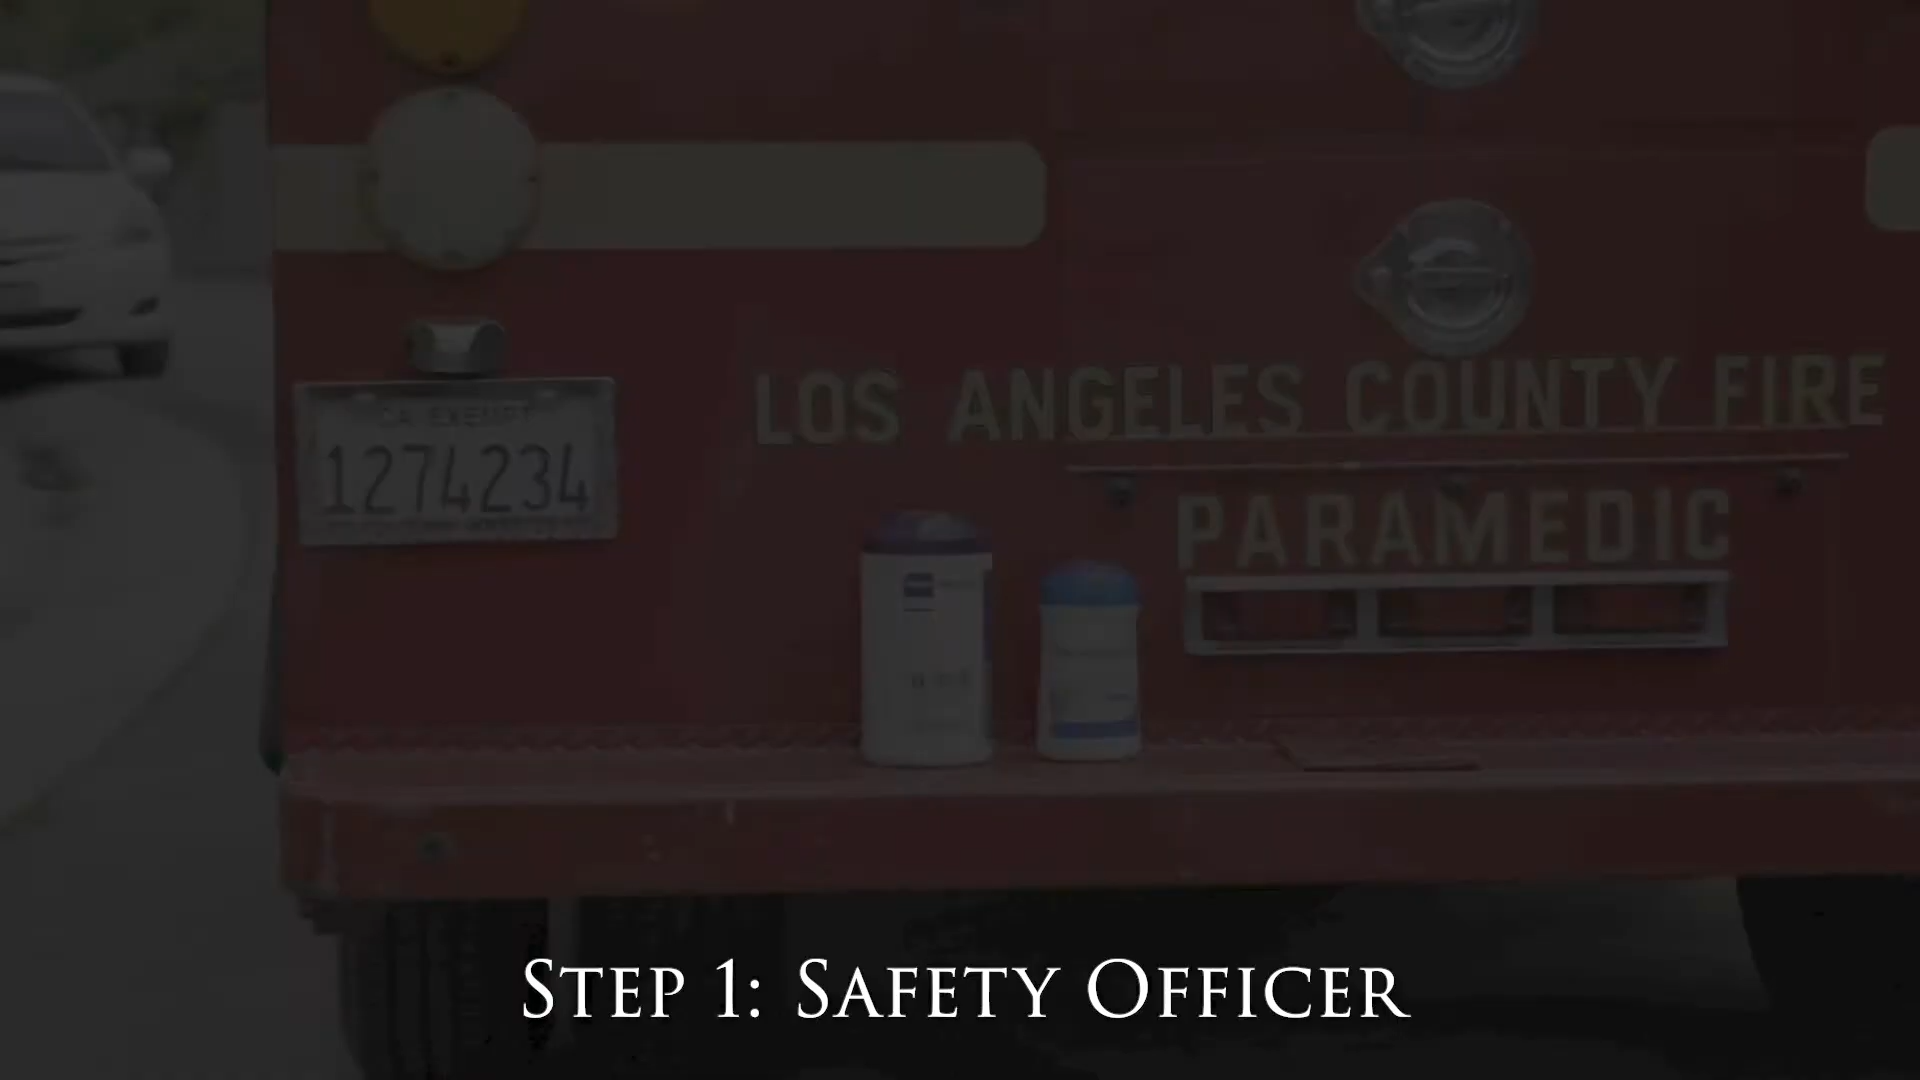 CA EXEMPT
1274234
LOS ANGELES COUNTY FIRE
PARAMEDIC
STEP 1: SAFETY OFFICER